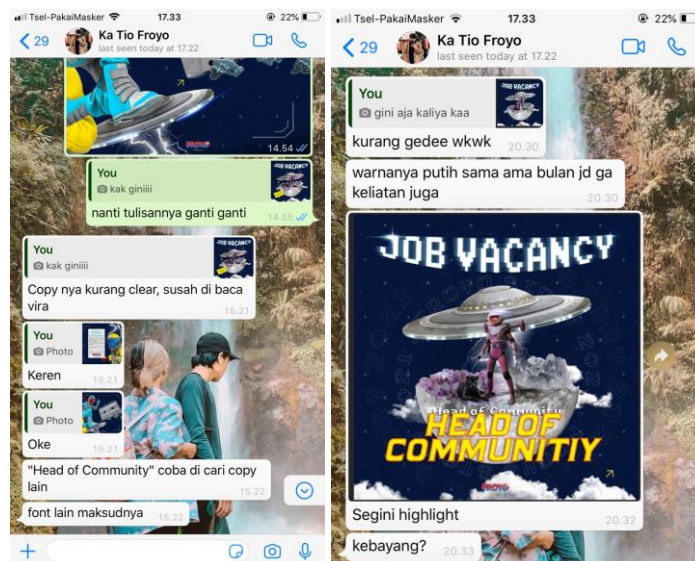 Tsel-PakaiMasker
17.33
22%
29
Ka Tio Froyo
last seen today at 17.22
FROYO
14.54
You
kak giniiii
JOB VACANCY
nanti tulisannya ganti ganti
14.55
You
kak giniiii
Copy nya kurang clear, susah di baca
vira
15.21
You
Photo
Keren
15.21
You
Photo
Oke
15.21
"Head of Community" coba di cari copy
lain
15.22
font lain maksudnya
15.22
Tsel-PakaiMasker
17.33
22%
29
Ka Tio Froyo
last seen today at 17.22
You
gini aja kaliya kaa
JOB VACANCY
kurang gedee wkwk
20.30
warnanya putih sama ama bulan jd ga
keliatan juga
20.30
JOB VACANCY
Head of Community
HEAD OF
COMMUNITIY
FROYO
Segini highlight
20.32
kebayang?
20.33